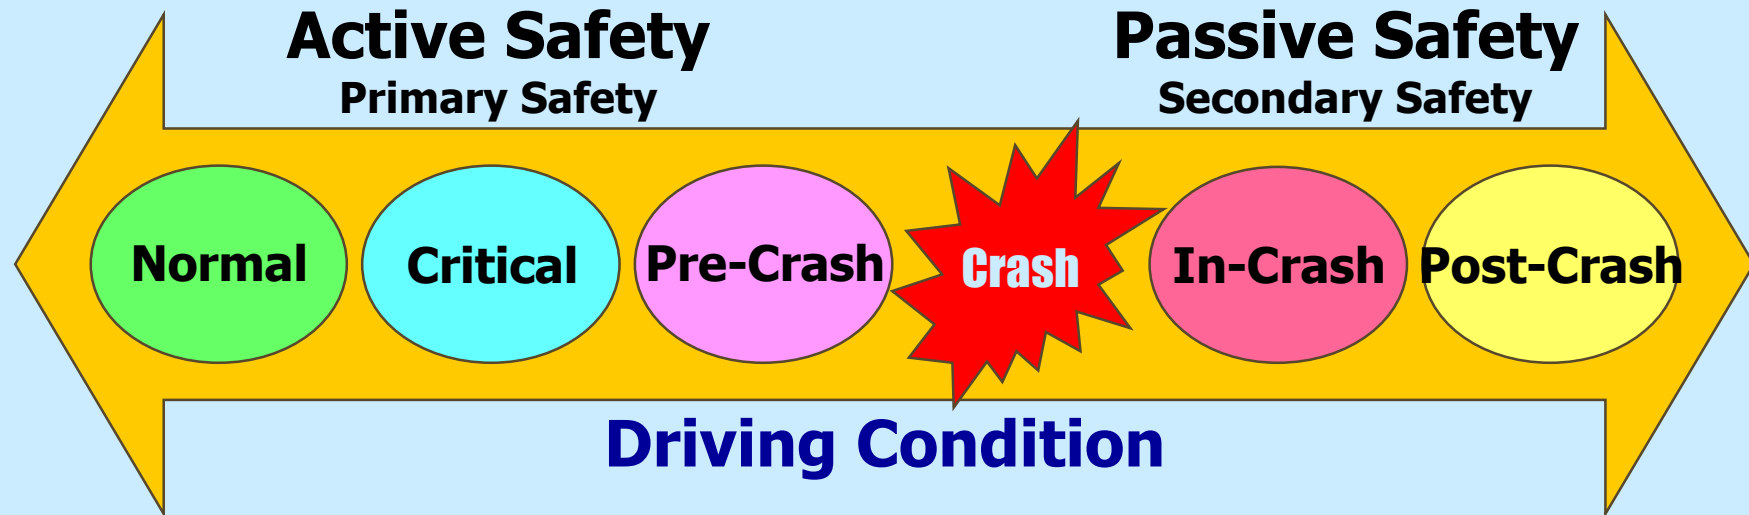 Active Safety
Primary Safety
Passive Safety
Secondary Safety
Normal
Critical
Pre-Crash
Crash
In-Crash
Post-Crash
Driving Condition